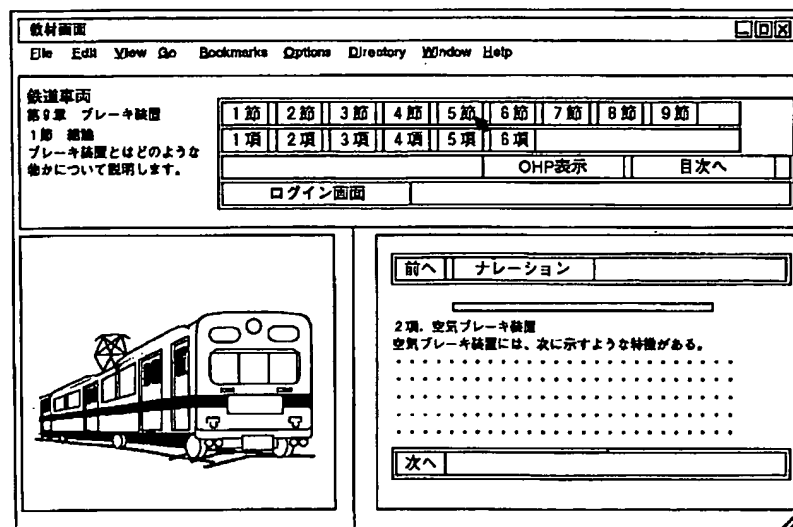 教材画面
File Edit View Go Bookmarks Options Directory Window Help
鉄道車両
第9章 ブレーキ装置
1節 総論
ブレーキ装置とはどのような
物かについて説明します。
1節 2節 3節 4節 5節 6節 7節 8節 9節
1項 2項 3項 4項 5項 6項
OHP表示 目次へ
ログイン画面
前へ ナレーション
2項. 空気ブレーキ装置
空気ブレーキ装置には、次に示すような特徴がある。
次へ